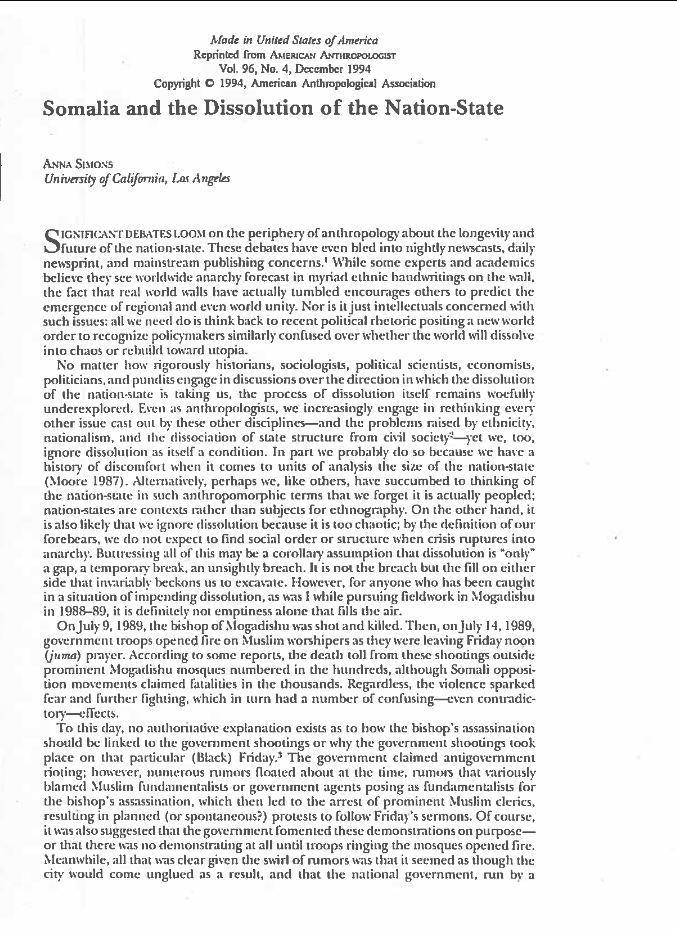 Made in United States of America
Reprinted from AMERICAN ANTHROPOLOGIST
Vol. 96, No. 4, December 1994
Copyright © 1994, American Anthropological Association
Somalia and the Dissolution of the Nation-State
ANNA SIMONS
University of California, Los Angeles
SIGNIFICANT DEBATES LOOM on the periphery of anthropology about the longevity and
future of the nation-state. These debates have even bled into nightly newscasts, daily
newsprint, and mainstream publishing concerns.¹ While some experts and academics
believe they see worldwide anarchy forecast in myriad ethnic handwritings on the wall,
the fact that real world walls have actually tumbled encourages others to predict the
emergence of regional and even world unity. Nor is it just intellectuals concerned with
such issues: all we need do is think back to recent political rhetoric positing a new world
order to recognize policymakers similarly confused over whether the world will dissolve
into chaos or rebuild toward utopia.
No matter how rigorously historians, sociologists, political scientists, economists,
politicians, and pundits engage in discussions over the direction in which the dissolution
of the nation-state is taking us, the process of dissolution itself remains woefully
underexplored. Even as anthropologists, we increasingly engage in rethinking every
other issue cast out by these other disciplines—and the problems raised by ethnicity,
nationalism, and the dissociation of state structure from civil society²—yet we, too,
ignore dissolution as itself a condition. In part we probably do so because we have a
history of discomfort when it comes to units of analysis the size of the nation-state
(Moore 1987). Alternatively, perhaps we, like others, have succumbed to thinking of
the nation-state in such anthropomorphic terms that we forget it is actually peopled;
nation-states are contexts rather than subjects for ethnography. On the other hand, it
is also likely that we ignore dissolution because it is too chaotic; by the definition of our
forebears, we do not expect to find social order or structure when crisis ruptures into
anarchy. Buttressing all of this may be a corollary assumption that dissolution is “only”
a gap, a temporary break, an unsightly breach. It is not the breach but the fill on either
side that invariably beckons us to excavate. However, for anyone who has been caught
in a situation of impending dissolution, as was I while pursuing fieldwork in Mogadishu
in 1988–89, it is definitely not emptiness alone that fills the air.
On July 9, 1989, the bishop of Mogadishu was shot and killed. Then, on July 14, 1989,
government troops opened fire on Muslim worshipers as they were leaving Friday noon
(juma) prayer. According to some reports, the death toll from these shootings outside
prominent Mogadishu mosques numbered in the hundreds, although Somali opposi-
tion movements claimed fatalities in the thousands. Regardless, the violence sparked
fear and further fighting, which in turn had a number of confusing—even contradic-
tory—effects.
To this day, no authoritative explanation exists as to how the bishop's assassination
should be linked to the government shootings or why the government shootings took
place on that particular (Black) Friday.³ The government claimed antigovernment
rioting; however, numerous rumors floated about at the time, rumors that variously
blamed Muslim fundamentalists or government agents posing as fundamentalists for
the bishop's assassination, which then led to the arrest of prominent Muslim clerics,
resulting in planned (or spontaneous?) protests to follow Friday's sermons. Of course,
it was also suggested that the government fomented these demonstrations on purpose—
or that there was no demonstrating at all until troops ringing the mosques opened fire.
Meanwhile, all that was clear given the swirl of rumors was that it seemed as though the
city would come unglued as a result, and that the national government, run by a